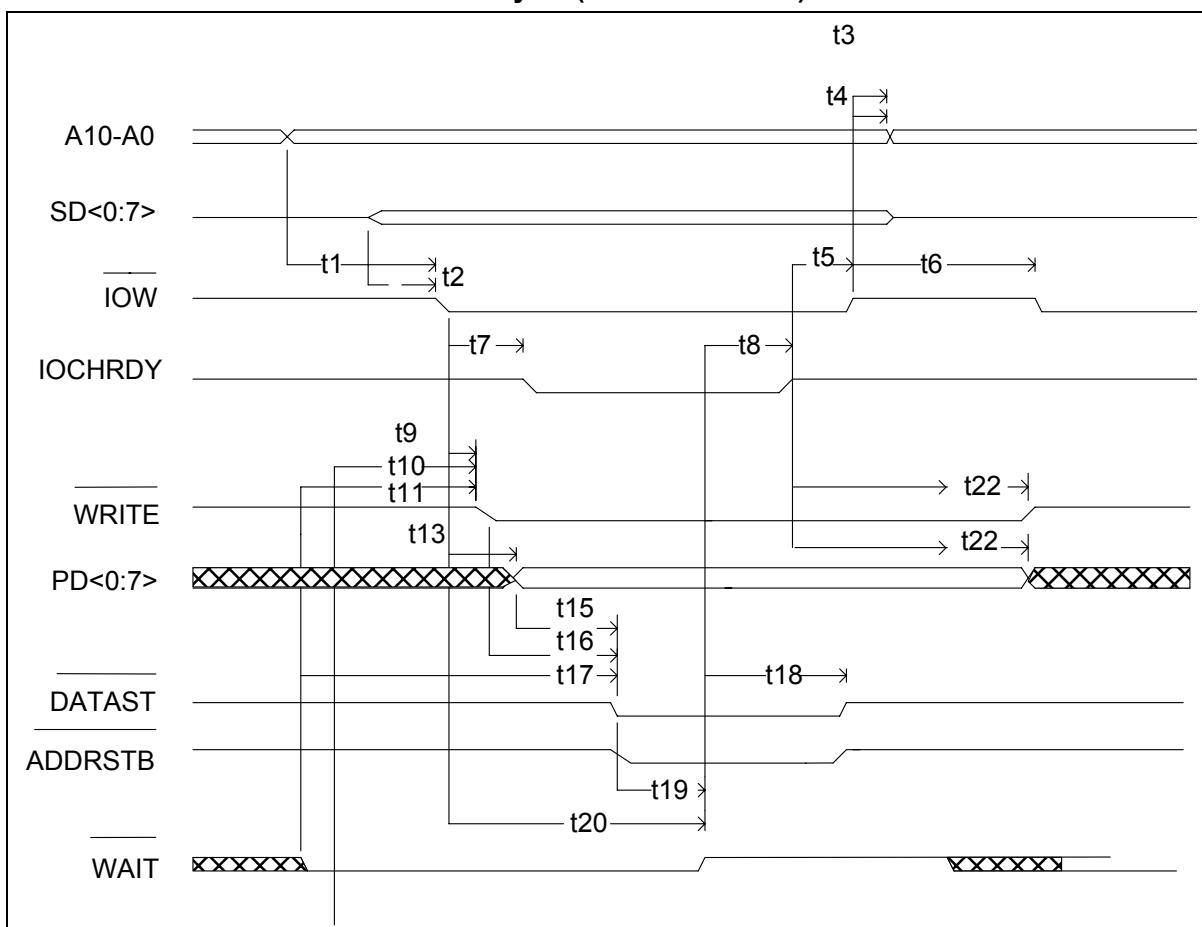 t3
t4
A10-A0
SD<0:7>
t1
t2
t5
t6
IOW
t7
t8
IOCHRDY
t9
t10
t11
t22
WRITE
t13
t22
PD<0:7>
t15
t16
t17
t18
DATAST
ADDRSTB
t19
t20
WAIT